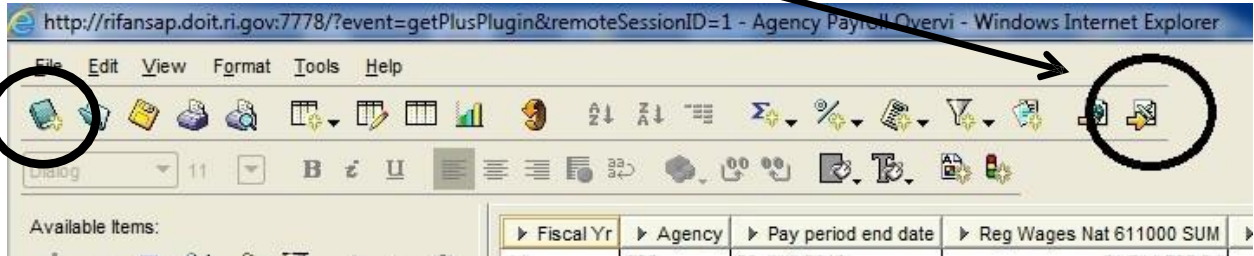 http://rifansap.doit.ri.gov:7778/?event=getPlusPlugin&remoteSessionID=1 - Agency Payroll Overvi - Windows Internet Explorer
File Edit View Format Tools Help
Dialog 11 B i U
Available Items:
Fiscal Yr Agency Pay period end date Reg Wages Nat 611000 SUM